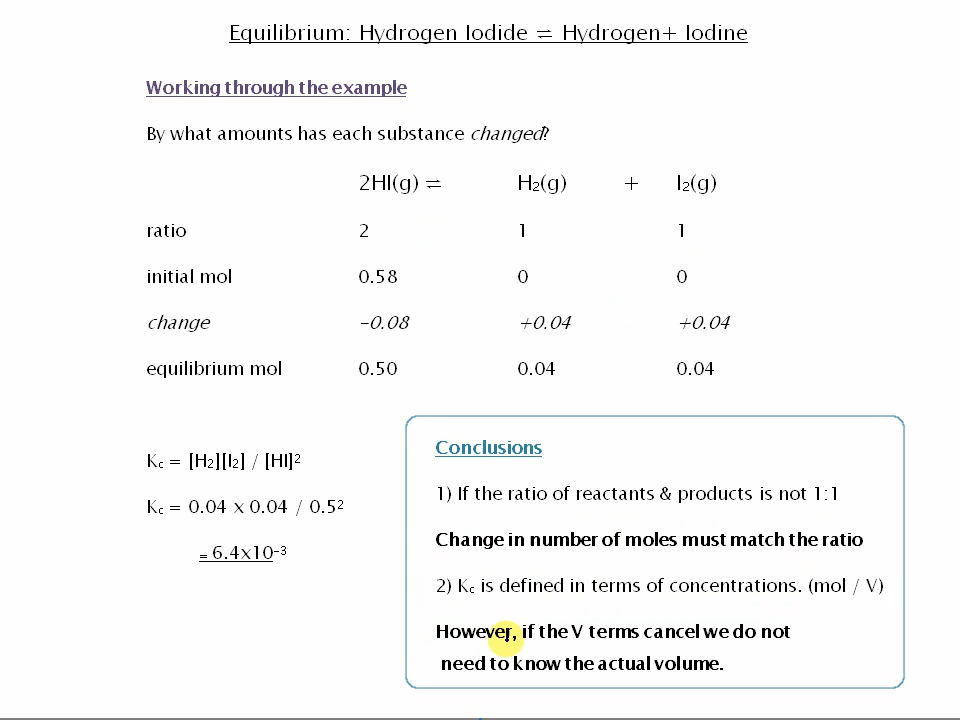 Equilibrium: Hydrogen Iodide ⇌ Hydrogen+ Iodine
Working through the example
By what amounts has each substance changed?
2HI(g) ⇌ H₂(g) + I₂(g)
ratio 2 1 1
initial mol 0.58 0 0
change -0.08 +0.04 +0.04
equilibrium mol 0.50 0.04 0.04
Kc = [H₂][I₂] / [HI]²
Kc = 0.04 x 0.04 / 0.5²
= 6.4x10⁻³
Conclusions
1) If the ratio of reactants & products is not 1:1
Change in number of moles must match the ratio
2) Kc is defined in terms of concentrations. (mol / V)
However, if the V terms cancel we do not
need to know the actual volume.